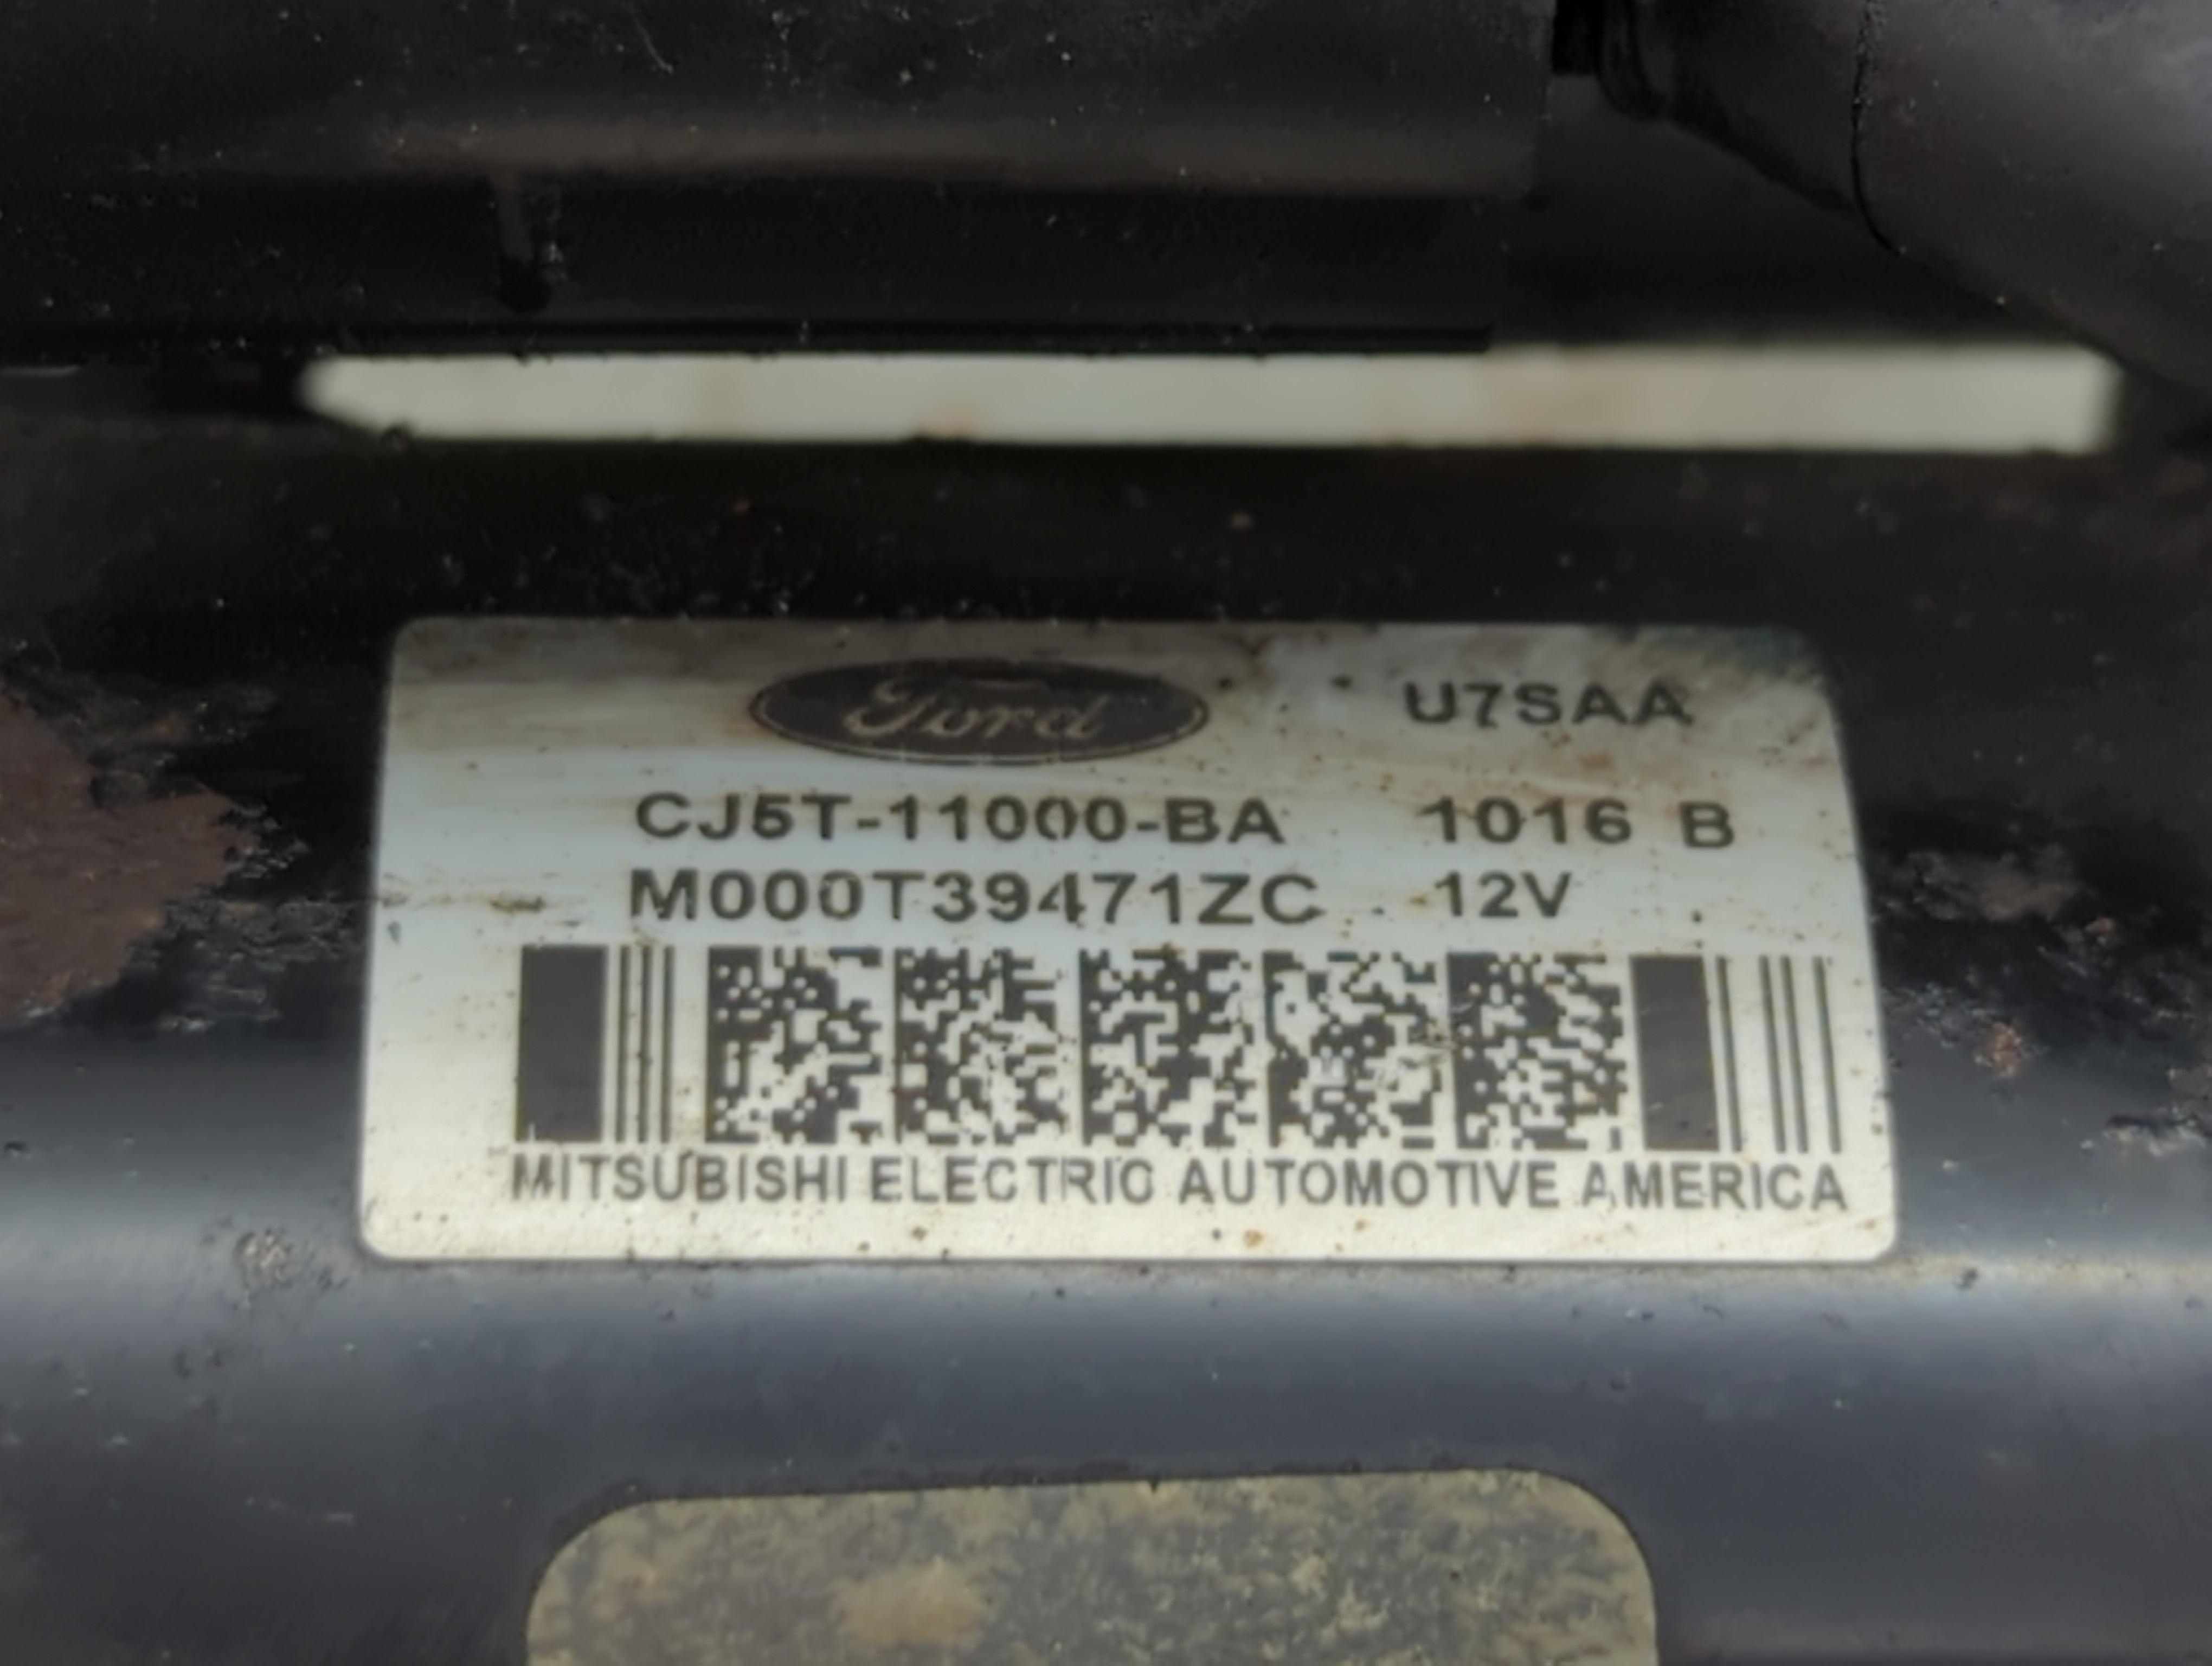 Ford U7SAA
CJ5T-11000-BA 1016 B
M000T39471ZC 12V
MITSUBISHI ELECTRIC AUTOMOTIVE AMERICA